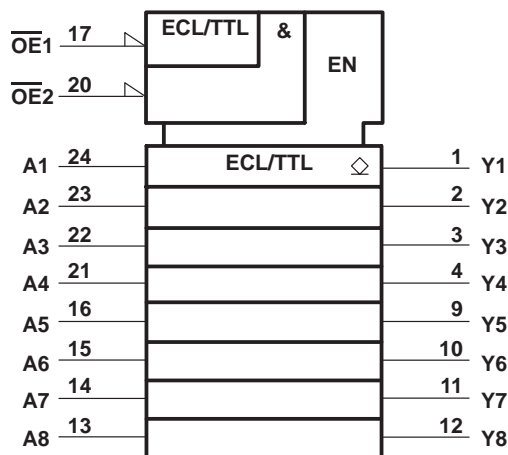 ECL/TTL & EN
O̅E̅1 17
O̅E̅2 20
A1 24 ECL/TTL 1 Y1
A2 23 2 Y2
A3 22 3 Y3
A4 21 4 Y4
A5 16 9 Y5
A6 15 10 Y6
A7 14 11 Y7
A8 13 12 Y8